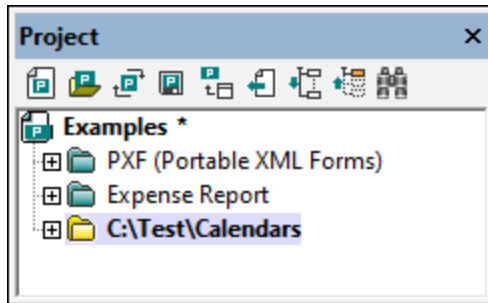 Project
Examples *
PXF (Portable XML Forms)
Expense Report
C:\Test\Calendars